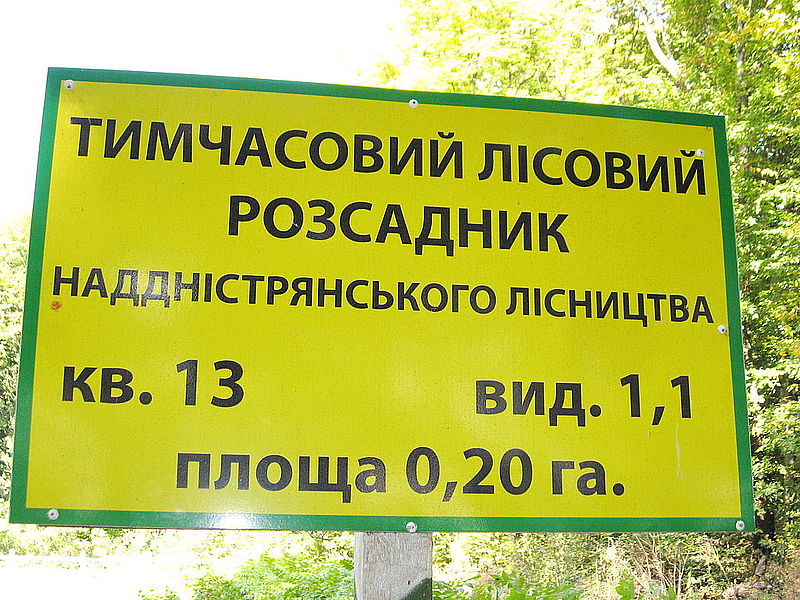 ТИМЧАСОВИЙ ЛІСОВИЙ
РОЗСАДНИК
НАДДНІСТРЯНСЬКОГО ЛІСНИЦТВА
кв. 13 вид. 1,1
площа 0,20 га.